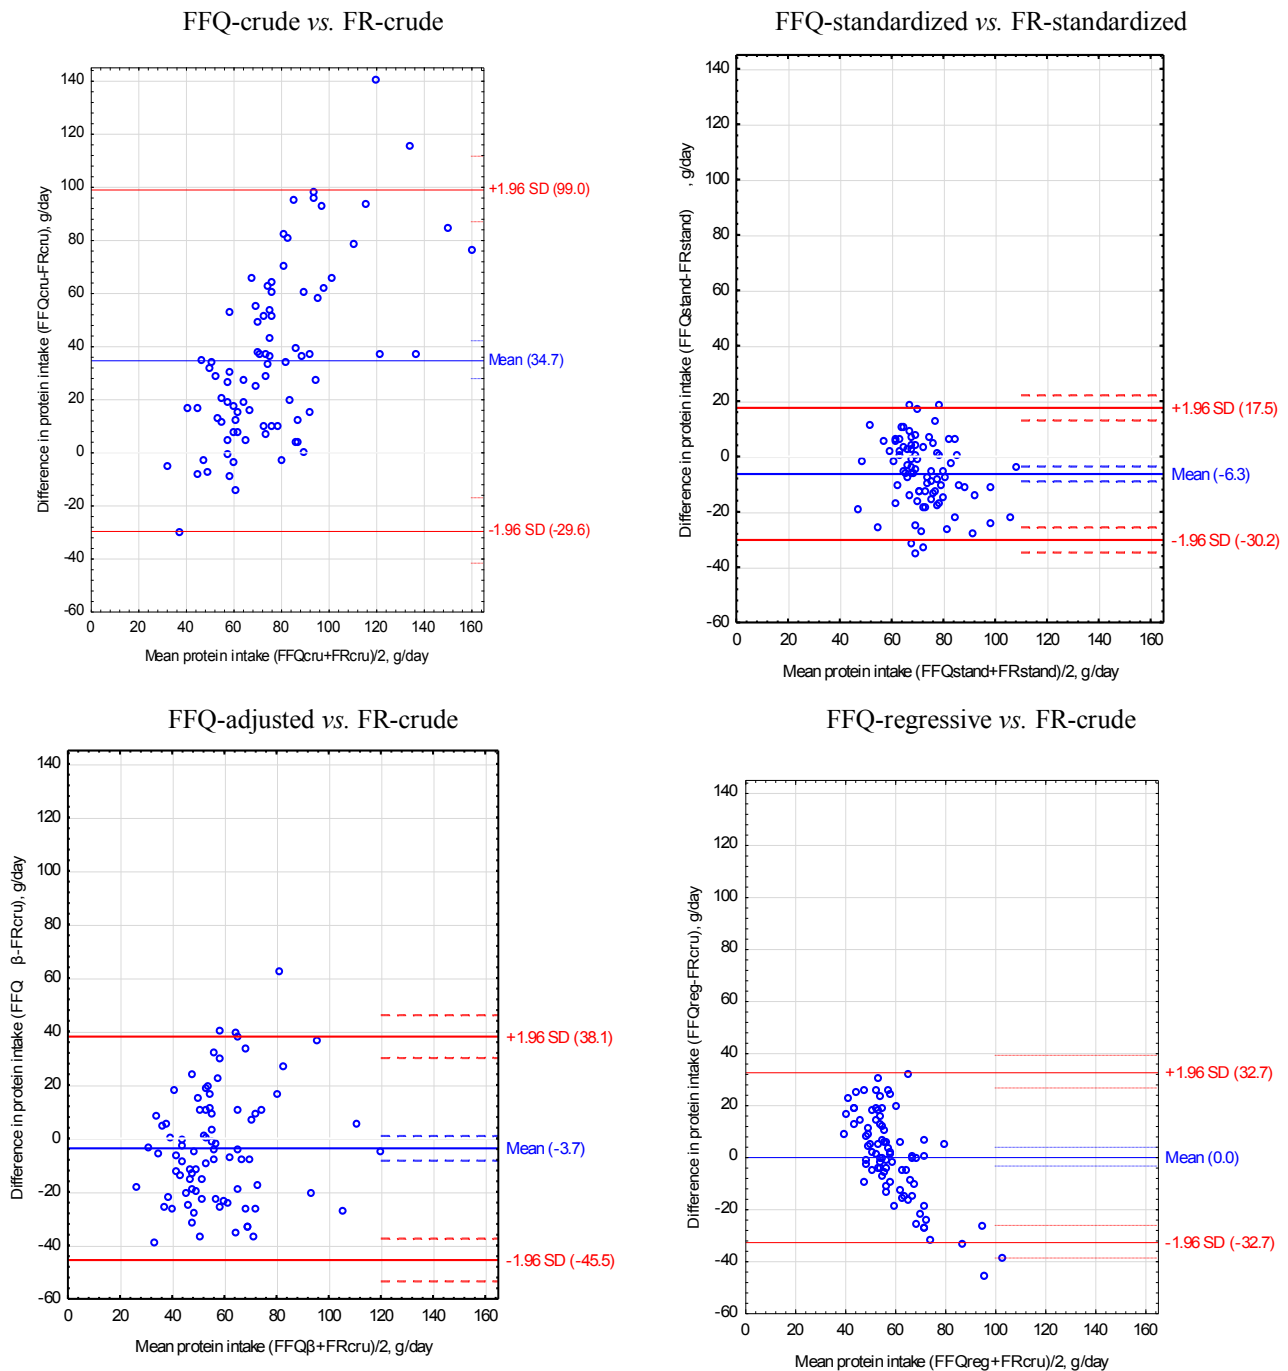 FFQ-crude vs. FR-crude
140
120
100
80
60
40
20
0
-20
-40
-60
Difference in protein intake (FFQcru-FRcru), g/day
+1.96 SD (99.0)
Mean (34.7)
-1.96 SD (-29.6)
0 20 40 60 80 100 120 140 160
Mean protein intake (FFQcru+FRcru)/2, g/day
FFQ-standardized vs. FR-standardized
140
120
100
80
60
40
20
0
-20
-40
-60
Difference in protein intake (FFQstand-FRstand) , g/day
+1.96 SD (17.5)
Mean (-6.3)
-1.96 SD (-30.2)
0 20 40 60 80 100 120 140 160
Mean protein intake (FFQstand+FRstand)/2, g/day
FFQ-adjusted vs. FR-crude
140
120
100
80
60
40
20
0
-20
-40
-60
Difference in protein intake (FFQ β-FRcru), g/day
+1.96 SD (38.1)
Mean (-3.7)
-1.96 SD (-45.5)
0 20 40 60 80 100 120 140 160
Mean protein intake (FFQβ+FRcru)/2, g/day
FFQ-regressive vs. FR-crude
140
120
100
80
60
40
20
0
-20
-40
-60
Difference in protein intake (FFQreg-FRcru), g/day
+1.96 SD (32.7)
Mean (0.0)
-1.96 SD (-32.7)
0 20 40 60 80 100 120 140 160
Mean protein intake (FFQreg+FRcru)/2, g/day